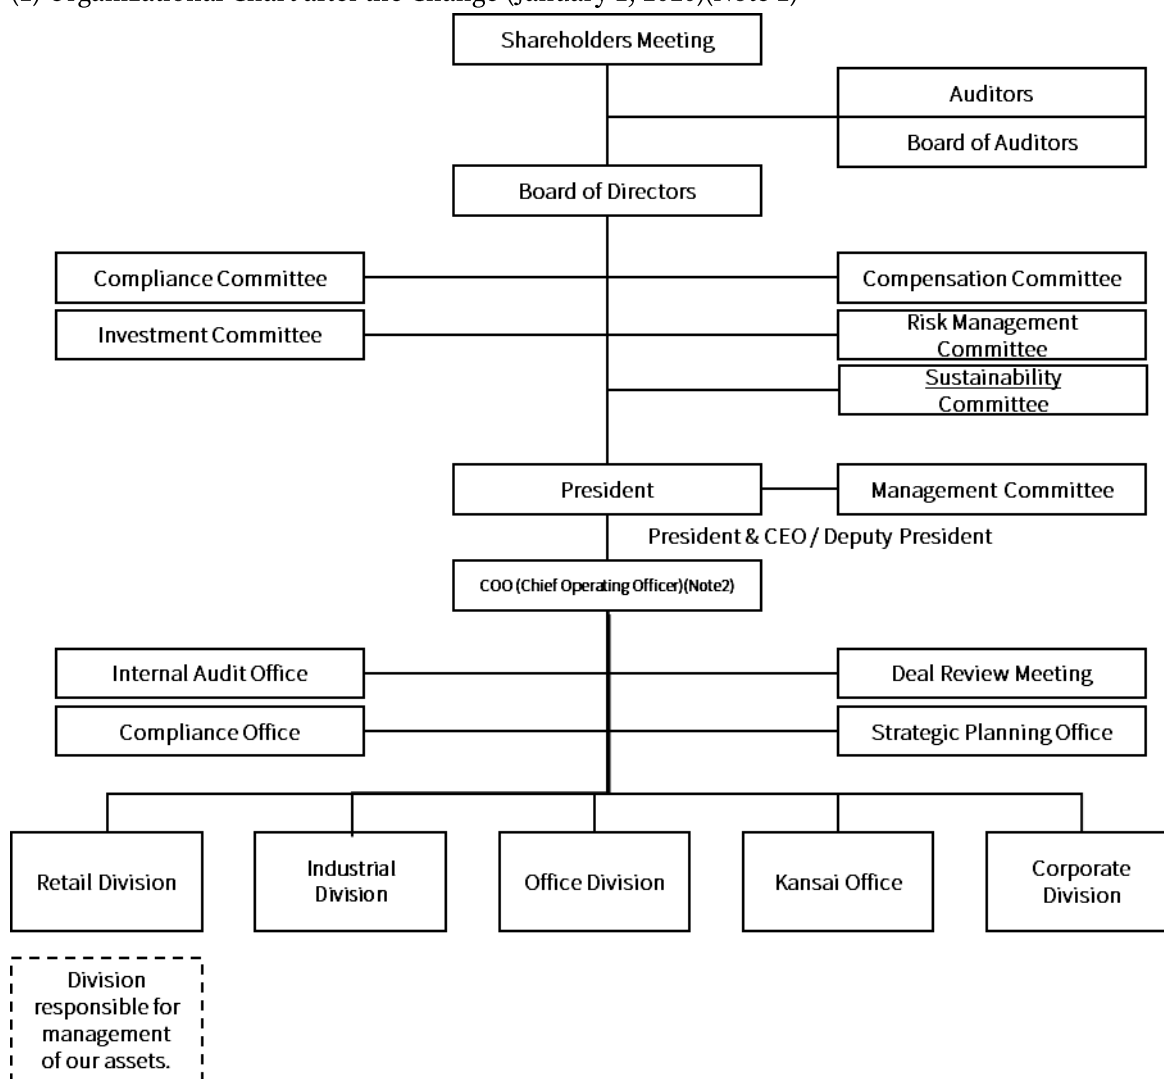 Shareholders Meeting
Auditors
Board of Auditors
Board of Directors
Compliance Committee
Compensation Committee
Investment Committee
Risk Management
Committee
Sustainability
Committee
President
Management Committee
President & CEO / Deputy President
COO (Chief Operating Officer)(Note2)
Internal Audit Office
Deal Review Meeting
Compliance Office
Strategic Planning Office
Retail Division
Industrial
Division
Office Division
Kansai Office
Corporate
Division
Division
responsible for
management
of our assets.